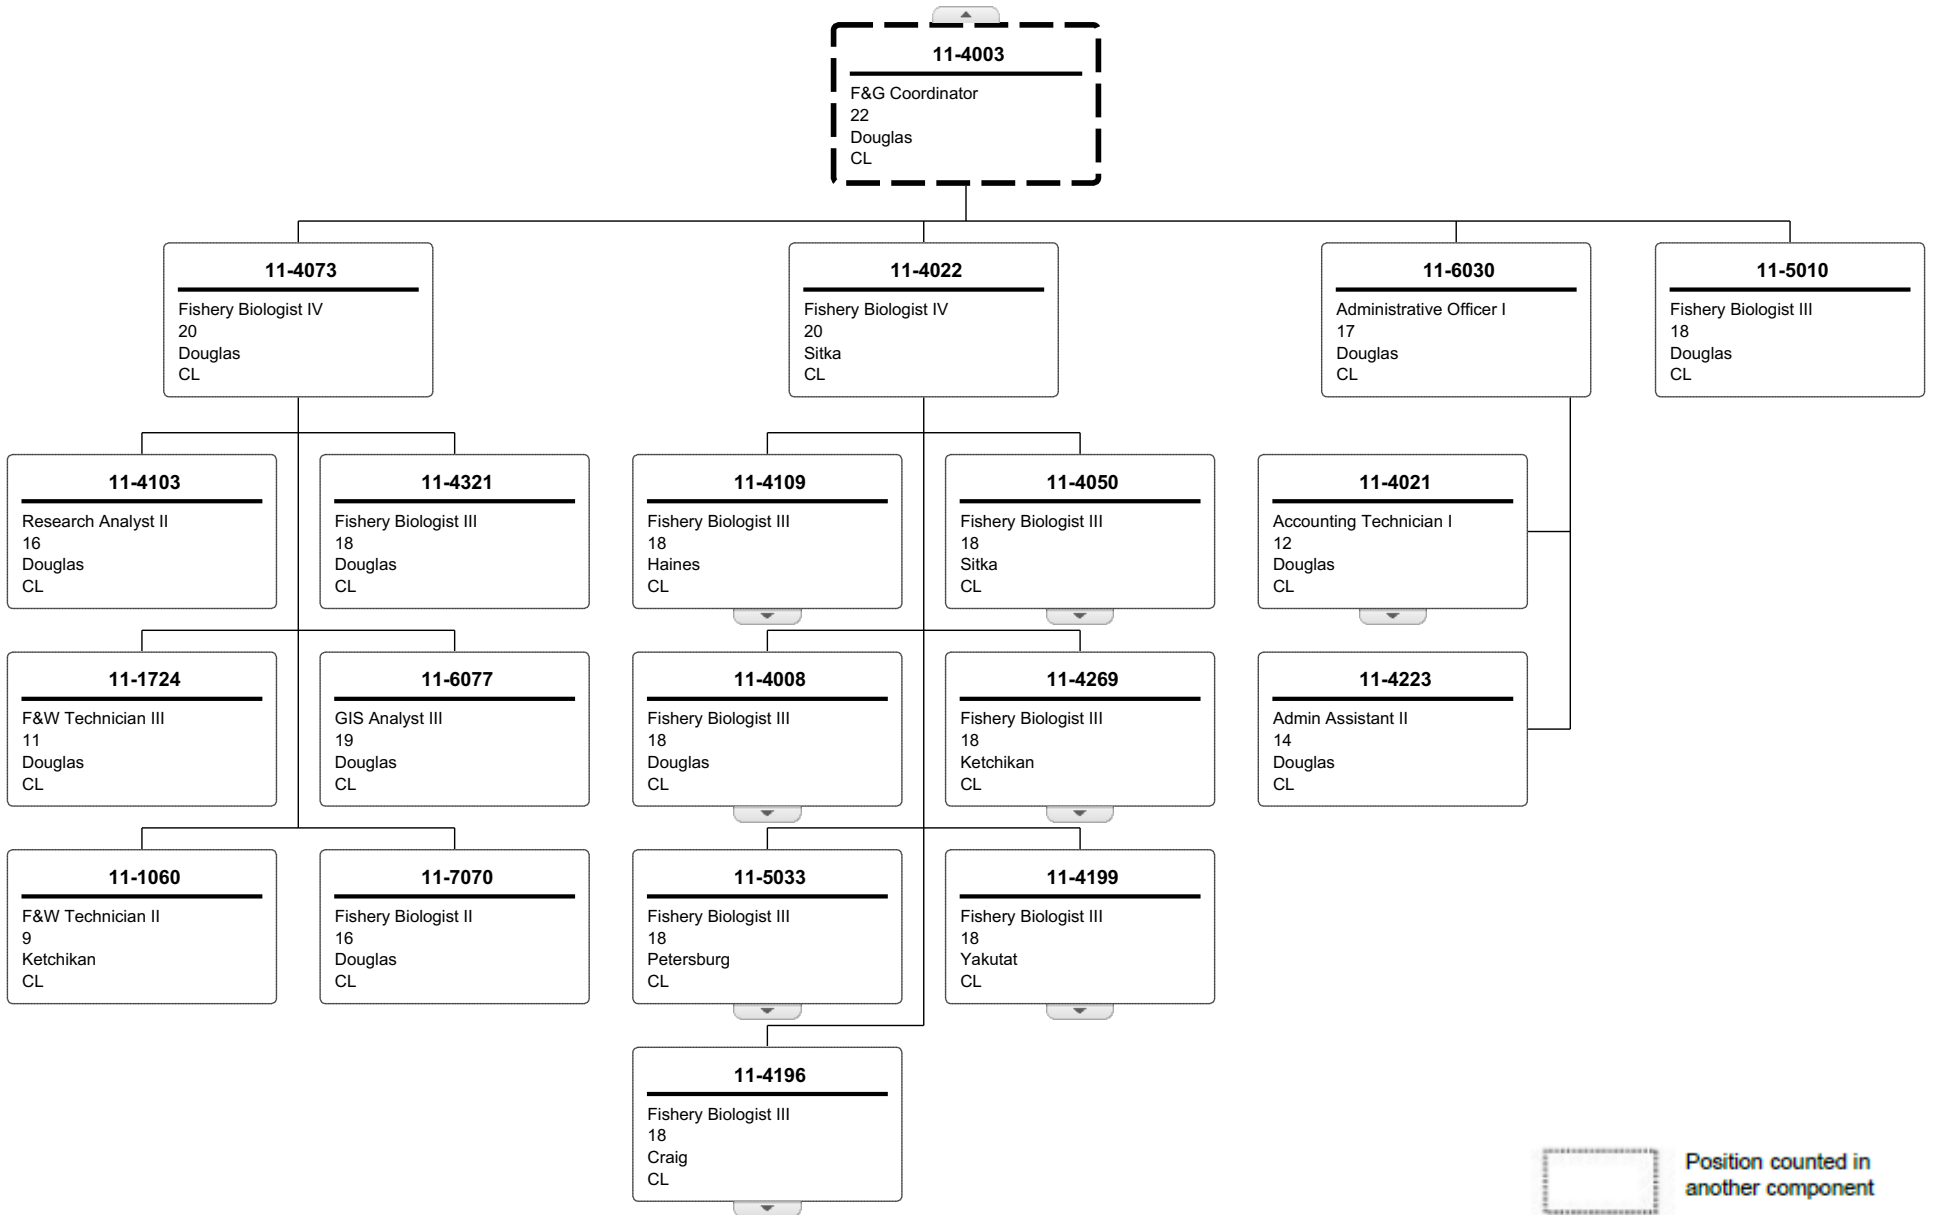 11-4003
F&G Coordinator
22
Douglas
CL
11-4073
Fishery Biologist IV
20
Douglas
CL
11-4022
Fishery Biologist IV
20
Sitka
CL
11-6030
Administrative Officer I
17
Douglas
CL
11-5010
Fishery Biologist III
18
Douglas
CL
11-4103
Research Analyst II
16
Douglas
CL
11-4321
Fishery Biologist III
18
Douglas
CL
11-4109
Fishery Biologist III
18
Haines
CL
11-4050
Fishery Biologist III
18
Sitka
CL
11-4021
Accounting Technician I
12
Douglas
CL
11-1724
F&W Technician III
11
Douglas
CL
11-6077
GIS Analyst III
19
Douglas
CL
11-4008
Fishery Biologist III
18
Douglas
CL
11-4269
Fishery Biologist III
18
Ketchikan
CL
11-4223
Admin Assistant II
14
Douglas
CL
11-1060
F&W Technician II
9
Ketchikan
CL
11-7070
Fishery Biologist II
16
Douglas
CL
11-5033
Fishery Biologist III
18
Petersburg
CL
11-4199
Fishery Biologist III
18
Yakutat
CL
11-4196
Fishery Biologist III
18
Craig
CL
Position counted in
another component